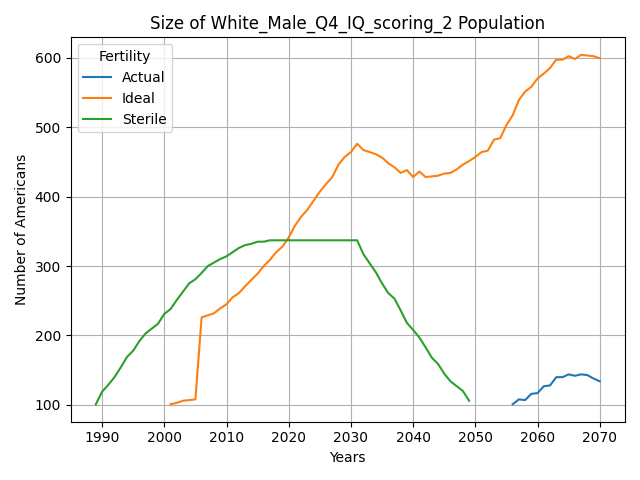 Size of White_Male_Q4_IQ_scoring_2 Population
Fertility
Actual
Ideal
Sterile
Number of Americans
600
500
400
300
200
100
1990 2000 2010 2020 2030 2040 2050 2060 2070
Years